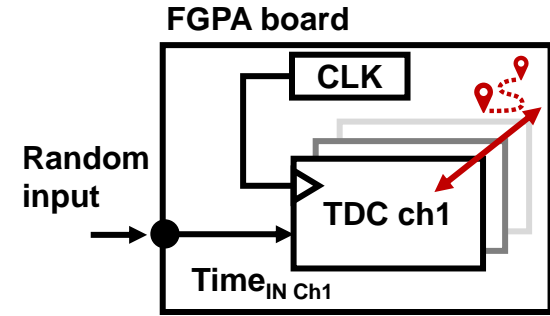 FGPA board
CLK
Random
input
TDC ch1
Time_IN Ch1